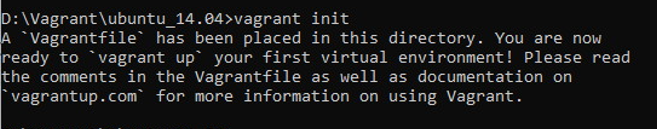 D:\Vagrant\ubuntu_14.04>vagrant init
A `Vagrantfile` has been placed in this directory. You are now
ready to `vagrant up` your first virtual environment! Please read
the comments in the Vagrantfile as well as documentation on
`vagrantup.com` for more information on using Vagrant.